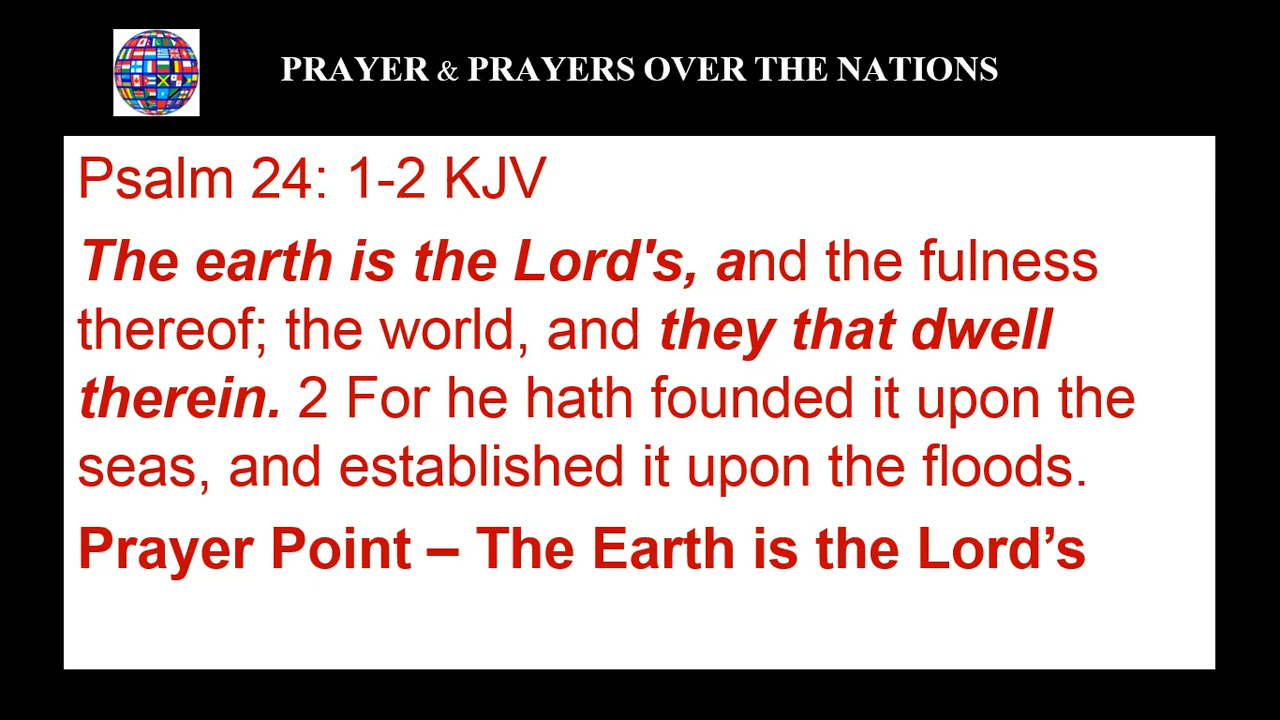 PRAYER & PRAYERS OVER THE NATIONS
Psalm 24: 1-2 KJV
The earth is the Lord's, and the fulness
thereof; the world, and they that dwell
therein. 2 For he hath founded it upon the
seas, and established it upon the floods.
Prayer Point – The Earth is the Lord’s